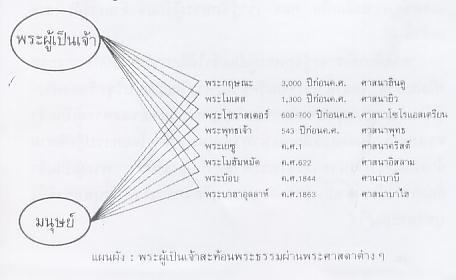 พระผู้เป็นเจ้า
พระกฤษณะ 3,000 ปีก่อนค.ศ. ศาสนาฮินดู
พระโมเสส 1,300 ปีก่อนค.ศ. ศาสนายิว
พระโซราสเตอร์ 600-700 ปีก่อนค.ศ. ศาสนาโซโรแอสเตรียน
พระพุทธเจ้า 543 ปีก่อนค.ศ. ศาสนาพุทธ
พระเยซู ค.ศ.1 ศาสนาคริสต์
พระโมฮัมหมัด ค.ศ.622 ศาสนาอิสลาม
พระบ๊อบ ค.ศ.1844 ศาสนาบาบี
พระบาฮาอุลลาห์ ค.ศ.1863 ศาสนาบาไฮ
มนุษย์
แผนผัง : พระผู้เป็นเจ้าสะท้อนพระธรรมผ่านพระศาสดาต่าง ๆ